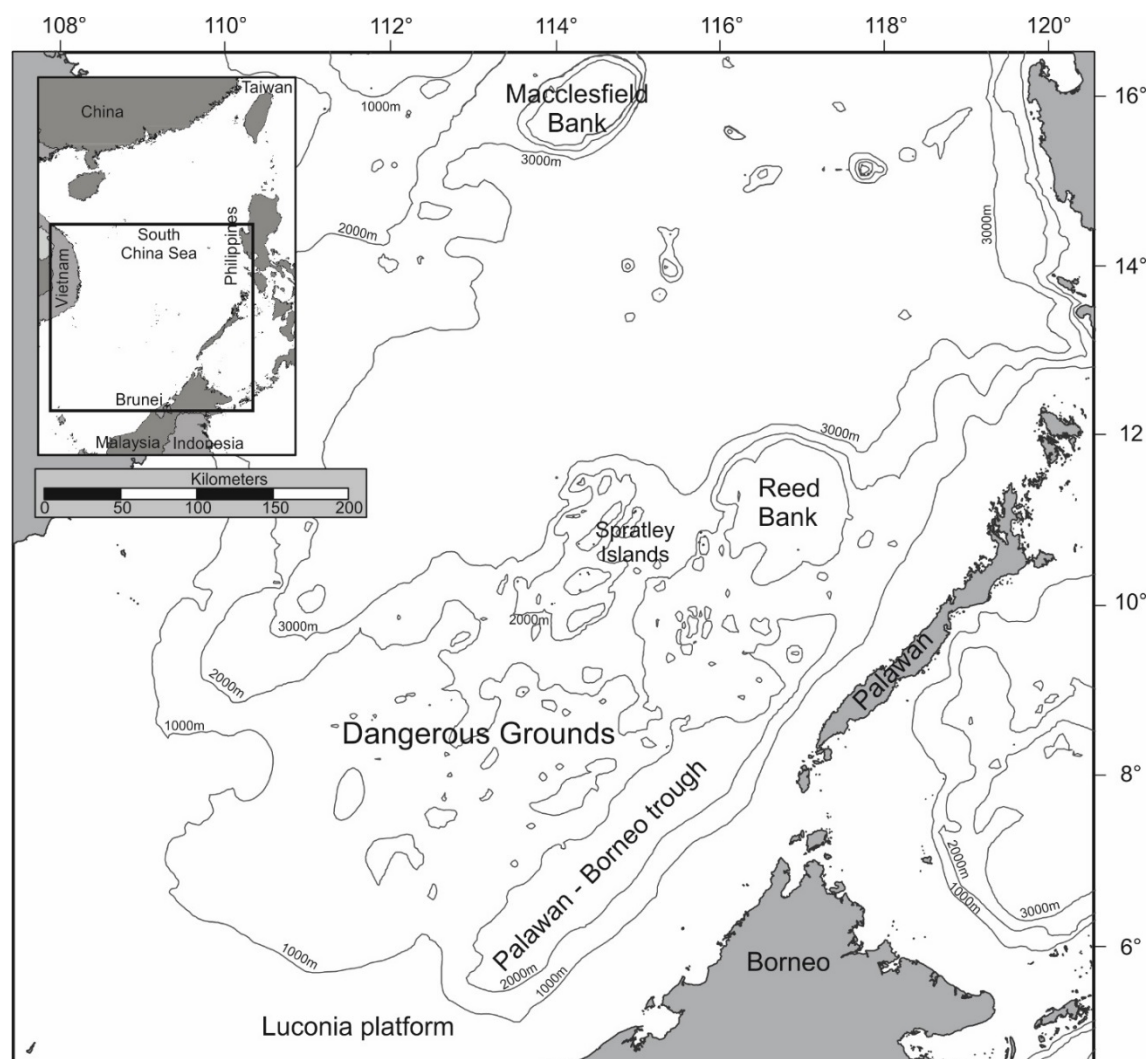 108°
110°
112°
114°
116°
118°
120°
16°
14°
12°
10°
8°
6°
Taiwan
China
South
China Sea
Vietnam
Philippines
Brunei
Malaysia
Indonesia
Kilometers
0 50 100 150 200
1000m
Macclesfield
Bank
3000m
2000m
3000m
3000m
Reed
Bank
Spratley
Islands
2000m
3000m
2000m
1000m
Palawan
Dangerous Grounds
Palawan - Borneo trough
2000m
1000m
3000m
1000m
2000m
1000m
Borneo
Luconia platform